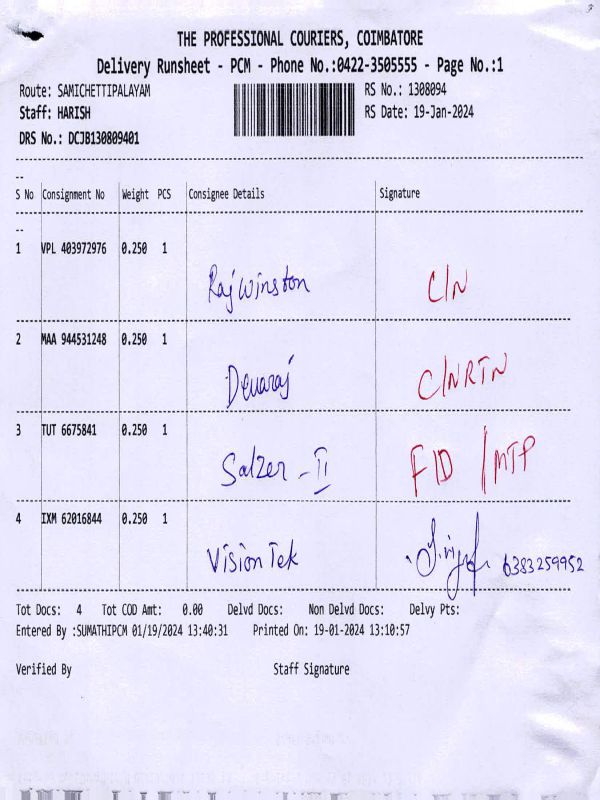 THE PROFESSIONAL COURIERS, COIMBATORE
Delivery Runsheet - PCM - Phone No.:0422-3505555 - Page No.:1
Route: SAMICHETTIPALAYAM RS No.: 1308094
Staff: HARISH RS Date: 19-Jan-2024
DRS No.: DCJB130809401
--
S No Consignment No Weight PCS Consignee Details Signature
--
1 VPL 403972976 0.250 1
Rajwinston C/N
2 MAA 944531248 0.250 1
Devaraj C/NRTN
3 TUT 6675841 0.250 1
Salzer - II FID / MTP
4 IXM 62016844 0.250 1
Vision Tek 6383259952
Tot Docs: 4 Tot COD Amt: 0.00 Delvd Docs: Non Delvd Docs: Delvy Pts:
Entered By :SUMATHIPCM 01/19/2024 13:40:31 Printed On: 19-01-2024 13:10:57
Verified By Staff Signature